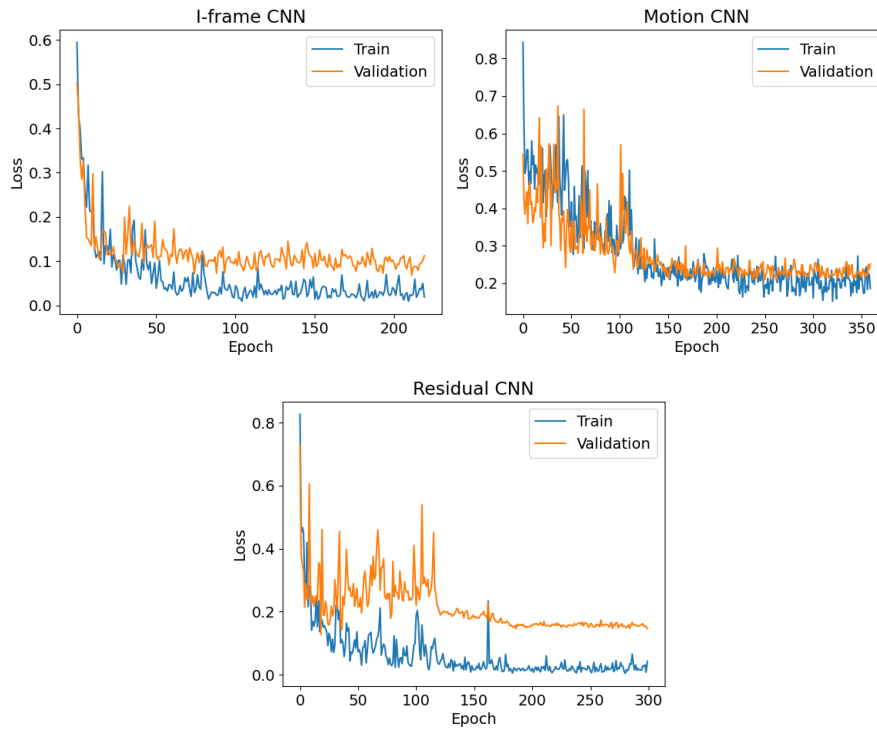 I-frame CNN
0.6
0.5
0.4
0.3
0.2
0.1
0.0
Loss
Train
Validation
0 50 100 150 200
Epoch
Motion CNN
0.8
0.7
0.6
0.5
0.4
0.3
0.2
Loss
Train
Validation
0 50 100 150 200 250 300 350
Epoch
Residual CNN
0.8
0.6
0.4
0.2
0.0
Loss
Train
Validation
0 50 100 150 200 250 300
Epoch